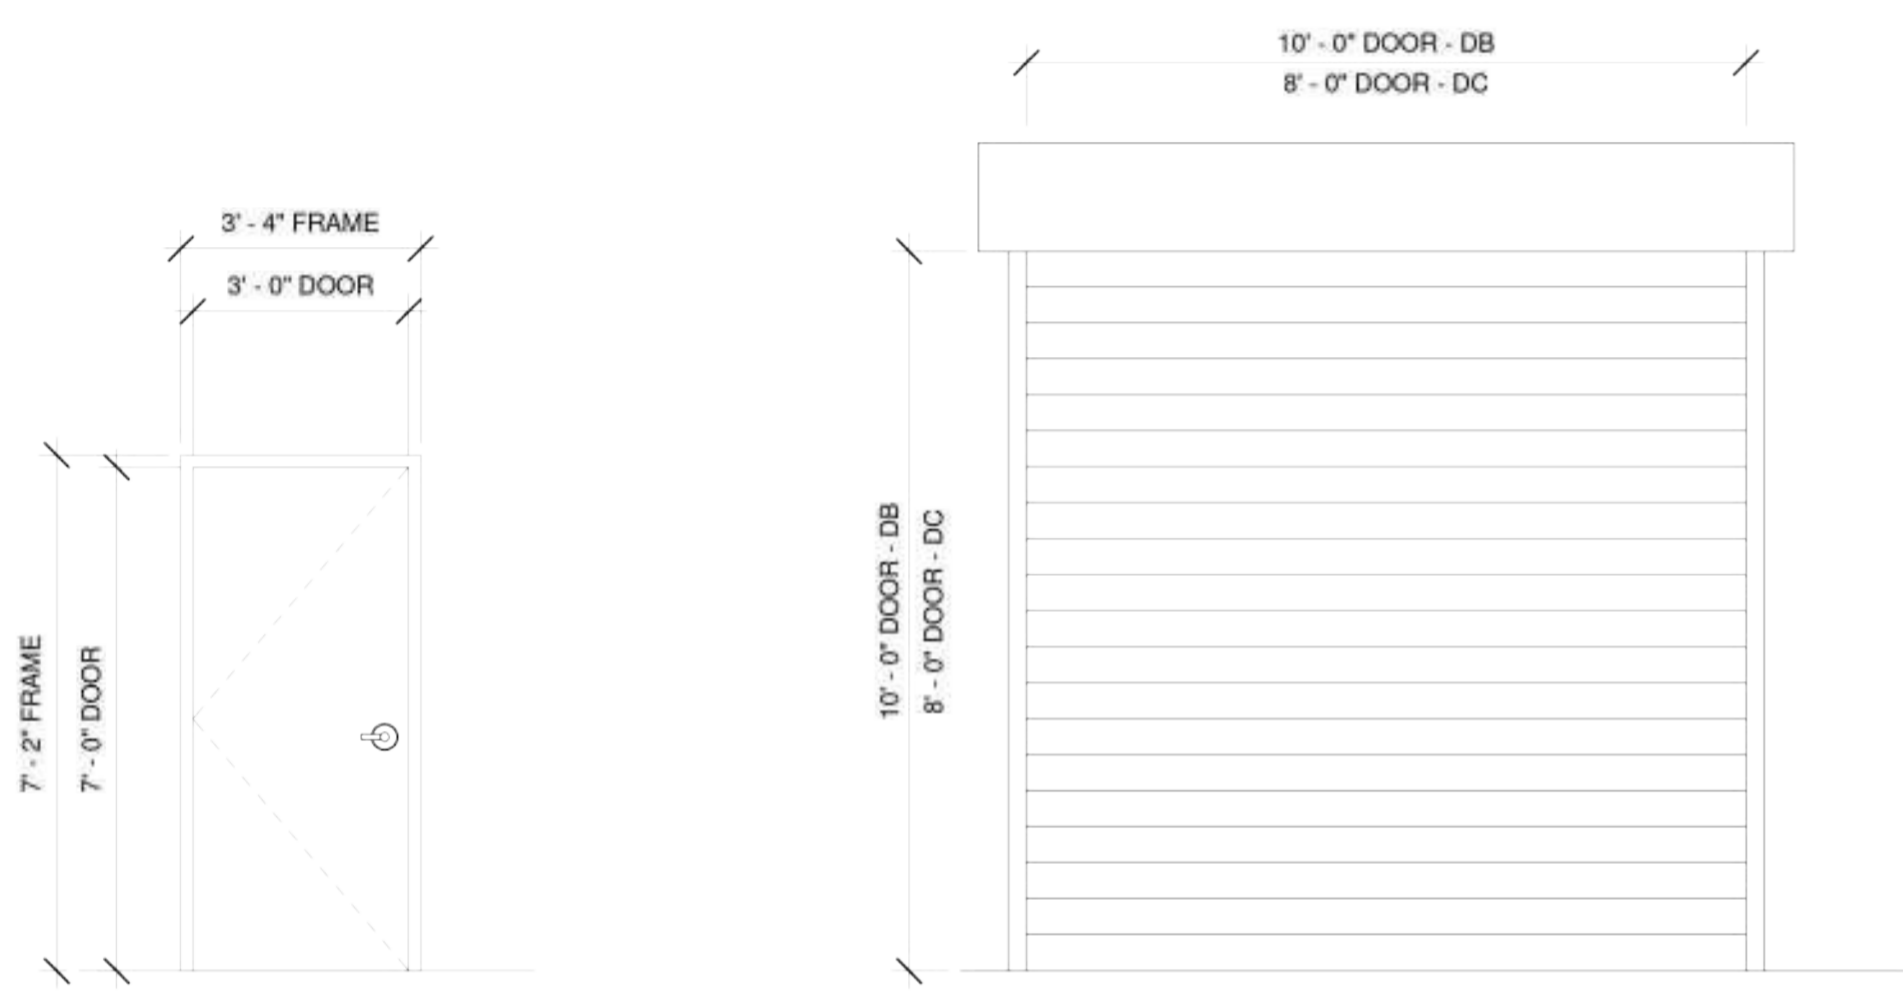 3' - 4" FRAME
3' - 0" DOOR
7' - 2" FRAME
7' - 0" DOOR
10' - 0" DOOR - DB
8' - 0" DOOR - DC
10' - 0" DOOR - DB
8' - 0" DOOR - DC